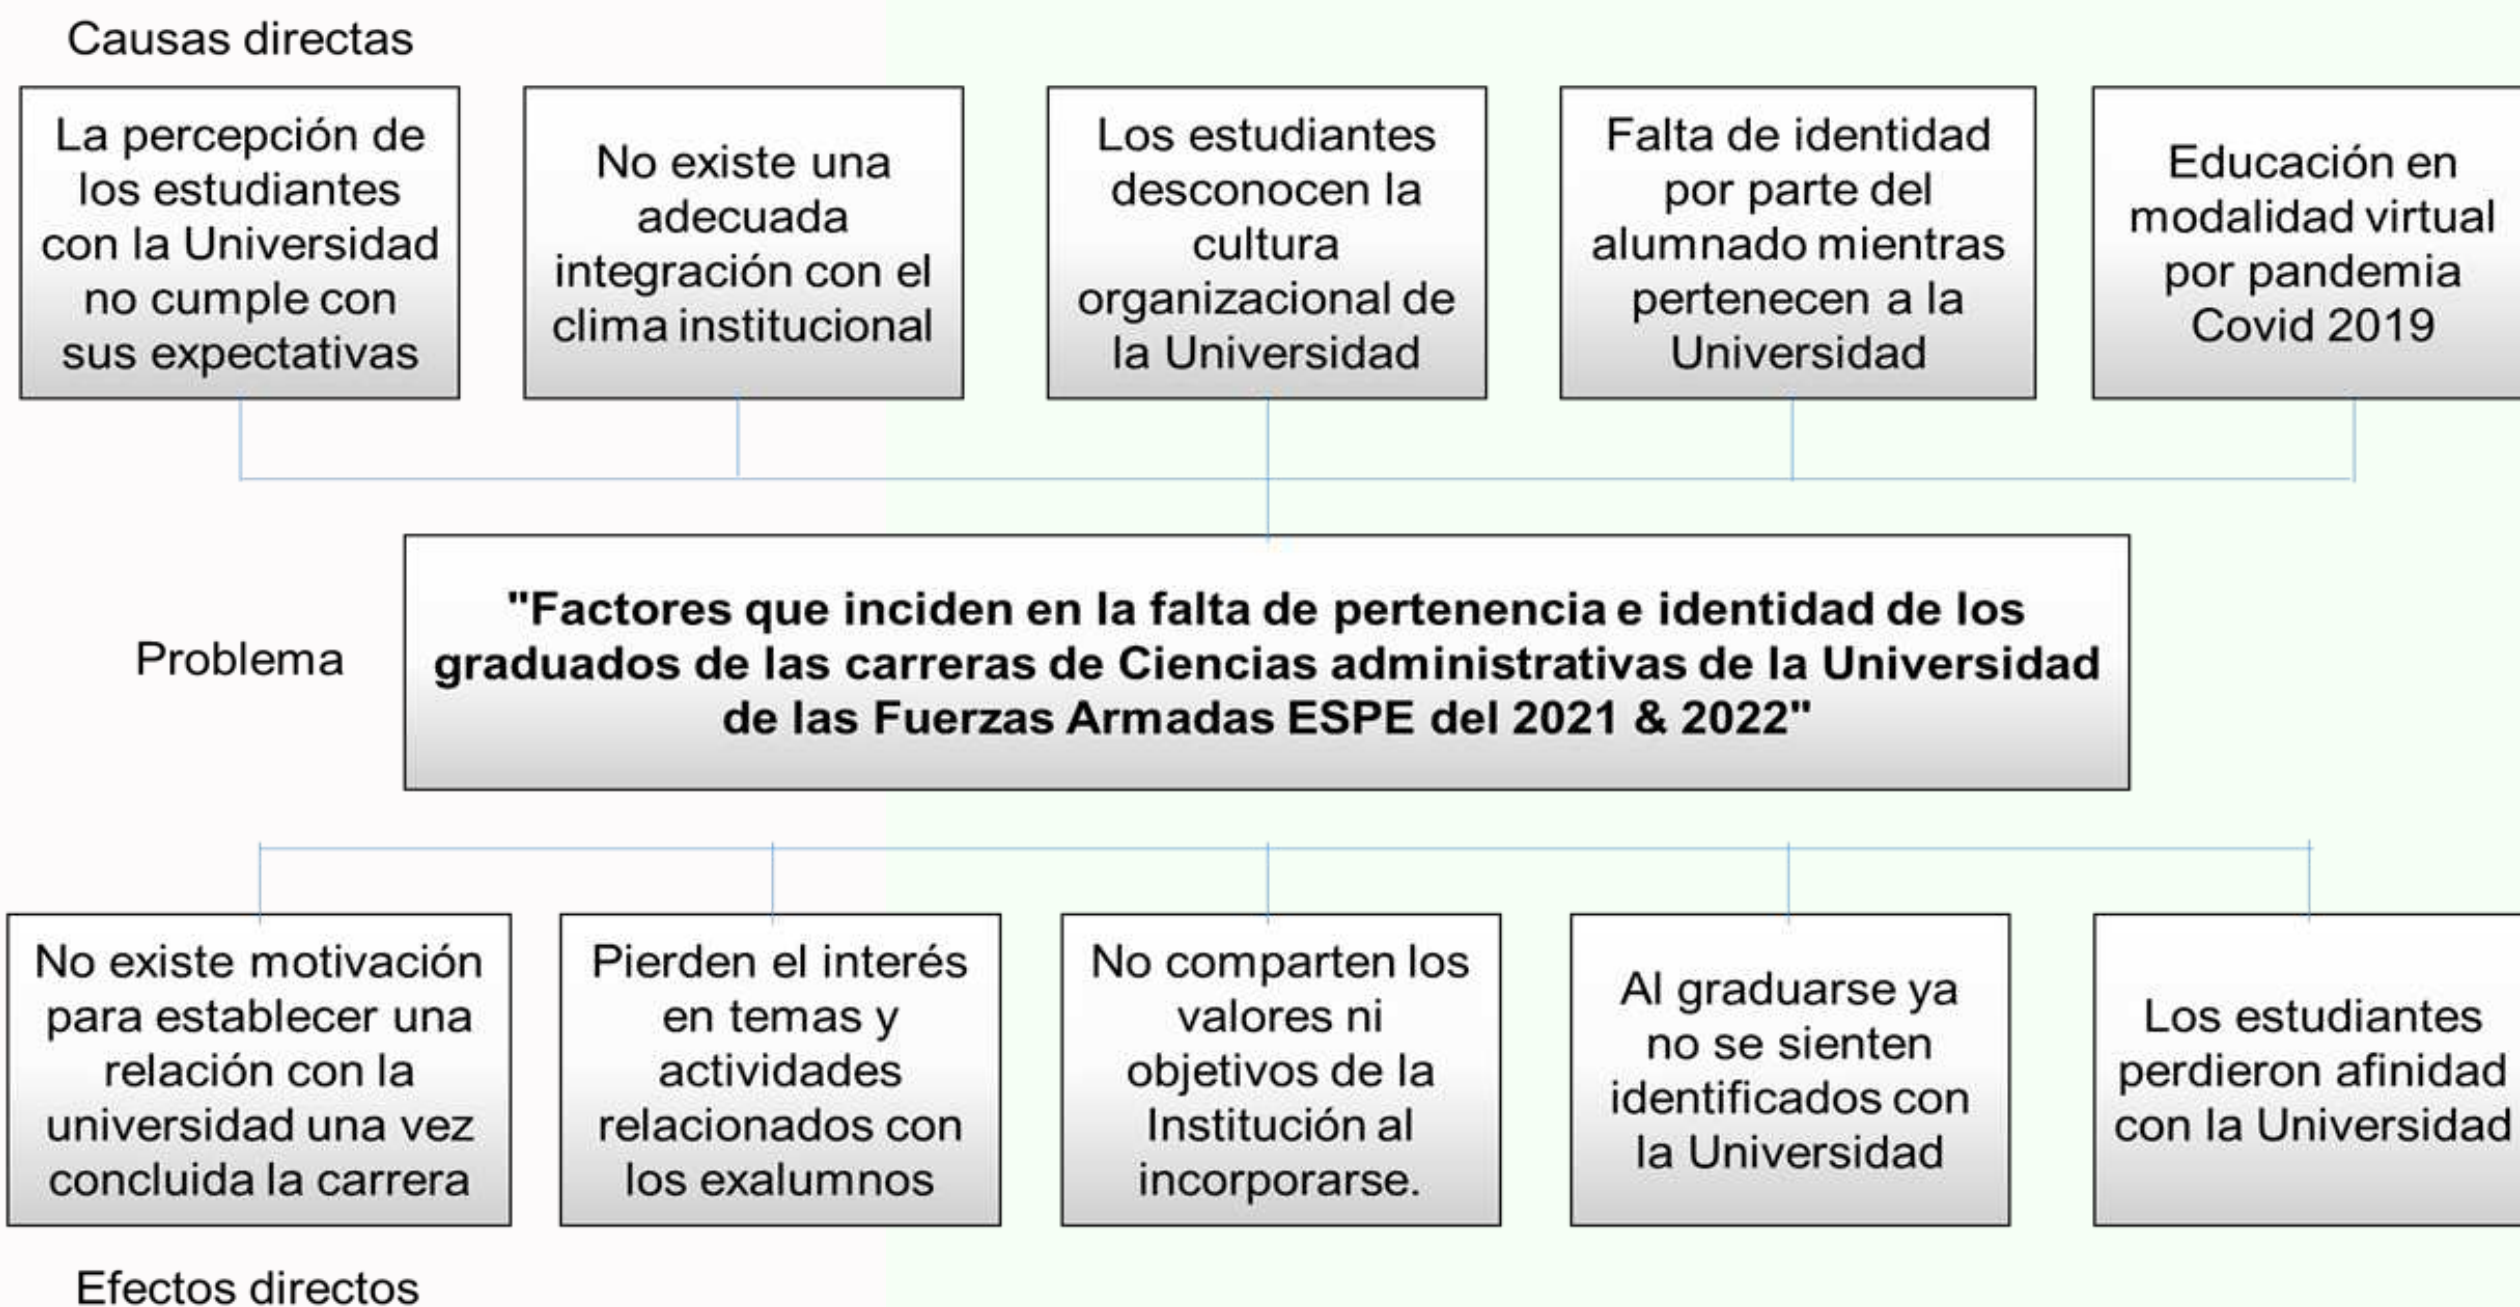 Causas directas
La percepción de
los estudiantes
con la Universidad
no cumple con
sus expectativas
No existe una
adecuada
integración con el
clima institucional
Los estudiantes
desconocen la
cultura
organizacional de
la Universidad
Falta de identidad
por parte del
alumnado mientras
pertenecen a la
Universidad
Educación en
modalidad virtual
por pandemia
Covid 2019
Problema
"Factores que inciden en la falta de pertenencia e identidad de los
graduados de las carreras de Ciencias administrativas de la Universidad
de las Fuerzas Armadas ESPE del 2021 & 2022"
No existe motivación
para establecer una
relación con la
universidad una vez
concluida la carrera
Pierden el interés
en temas y
actividades
relacionados con
los exalumnos
No comparten los
valores ni
objetivos de la
Institución al
incorporarse.
Al graduarse ya
no se sienten
identificados con
la Universidad
Los estudiantes
perdieron afinidad
con la Universidad
Efectos directos